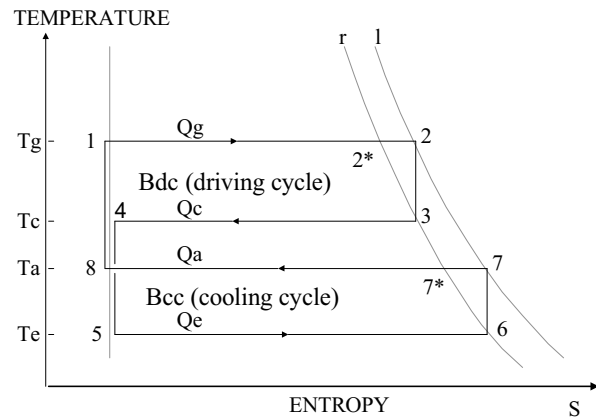 TEMPERATURE
r l
Tg 1 Qg 2
2*
Bdc (driving cycle)
Tc 4 Qc 3
Ta 8 Qa 7
7*
Bcc (cooling cycle)
Te 5 Qe 6
ENTROPY S